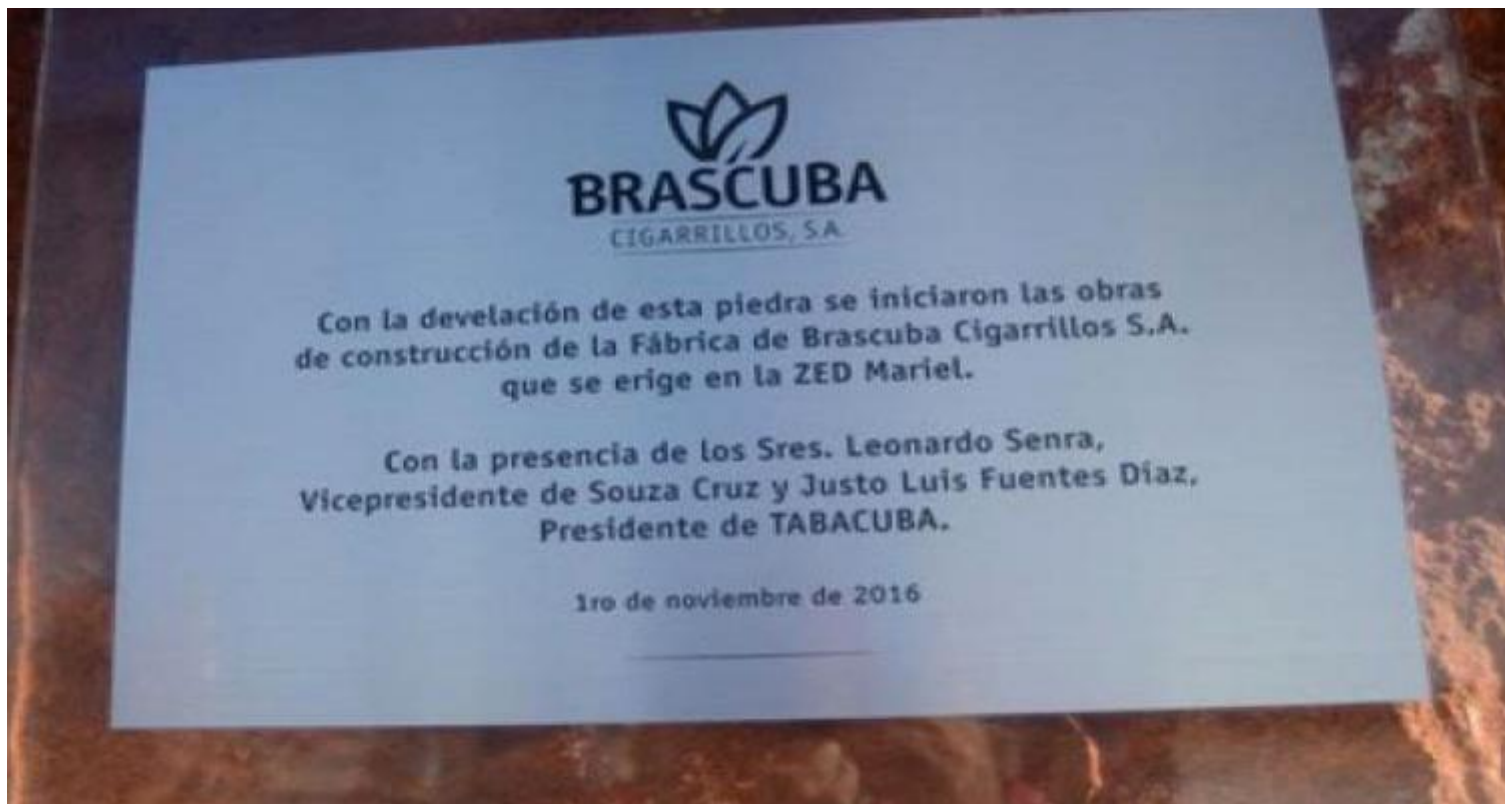 BRASCUBA
CIGARRILLOS, S.A.
Con la develación de esta piedra se iniciaron las obras
de construcción de la Fábrica de Brascuba Cigarrillos S.A.
que se erige en la ZED Mariel.
Con la presencia de los Sres. Leonardo Senra,
Vicepresidente de Souza Cruz y Justo Luis Fuentes Díaz,
Presidente de TABACUBA.
1ro de noviembre de 2016